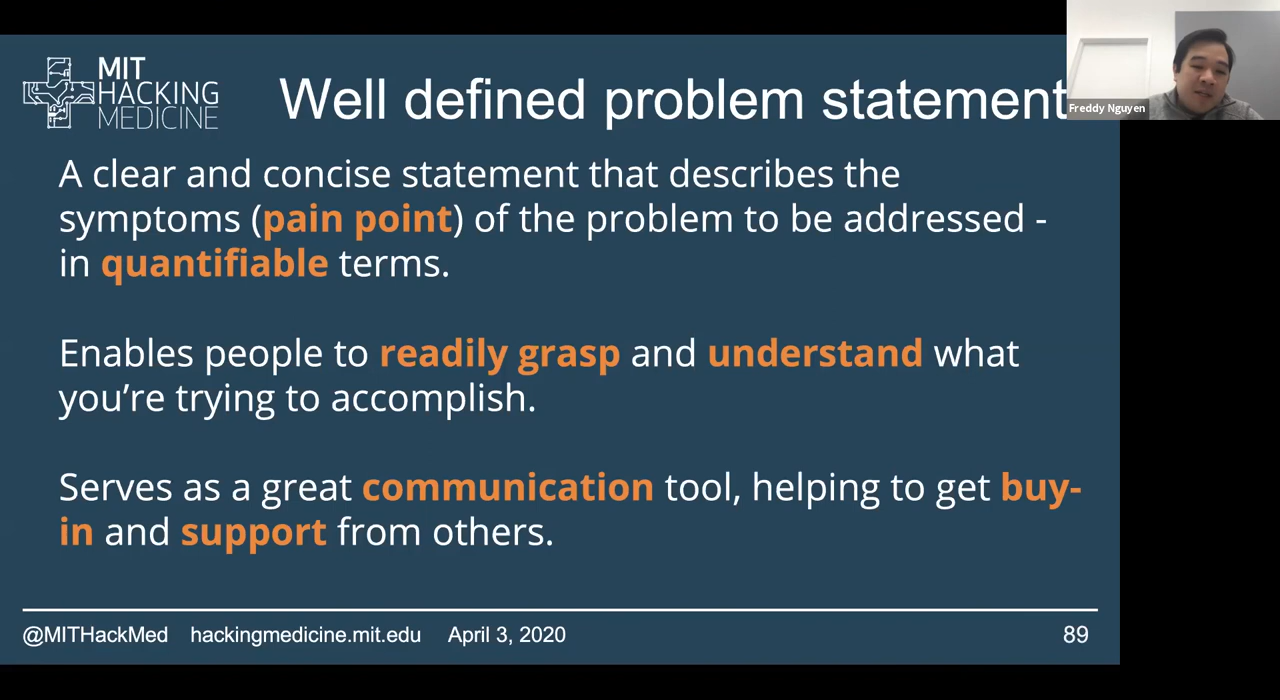 MIT
HACKING
MEDICINE
Well defined problem statement
Freddy Nguyen
A clear and concise statement that describes the
symptoms (pain point) of the problem to be addressed -
in quantifiable terms.
Enables people to readily grasp and understand what
you’re trying to accomplish.
Serves as a great communication tool, helping to get buy-
in and support from others.
@MITHackMed hackingmedicine.mit.edu April 3, 2020 89